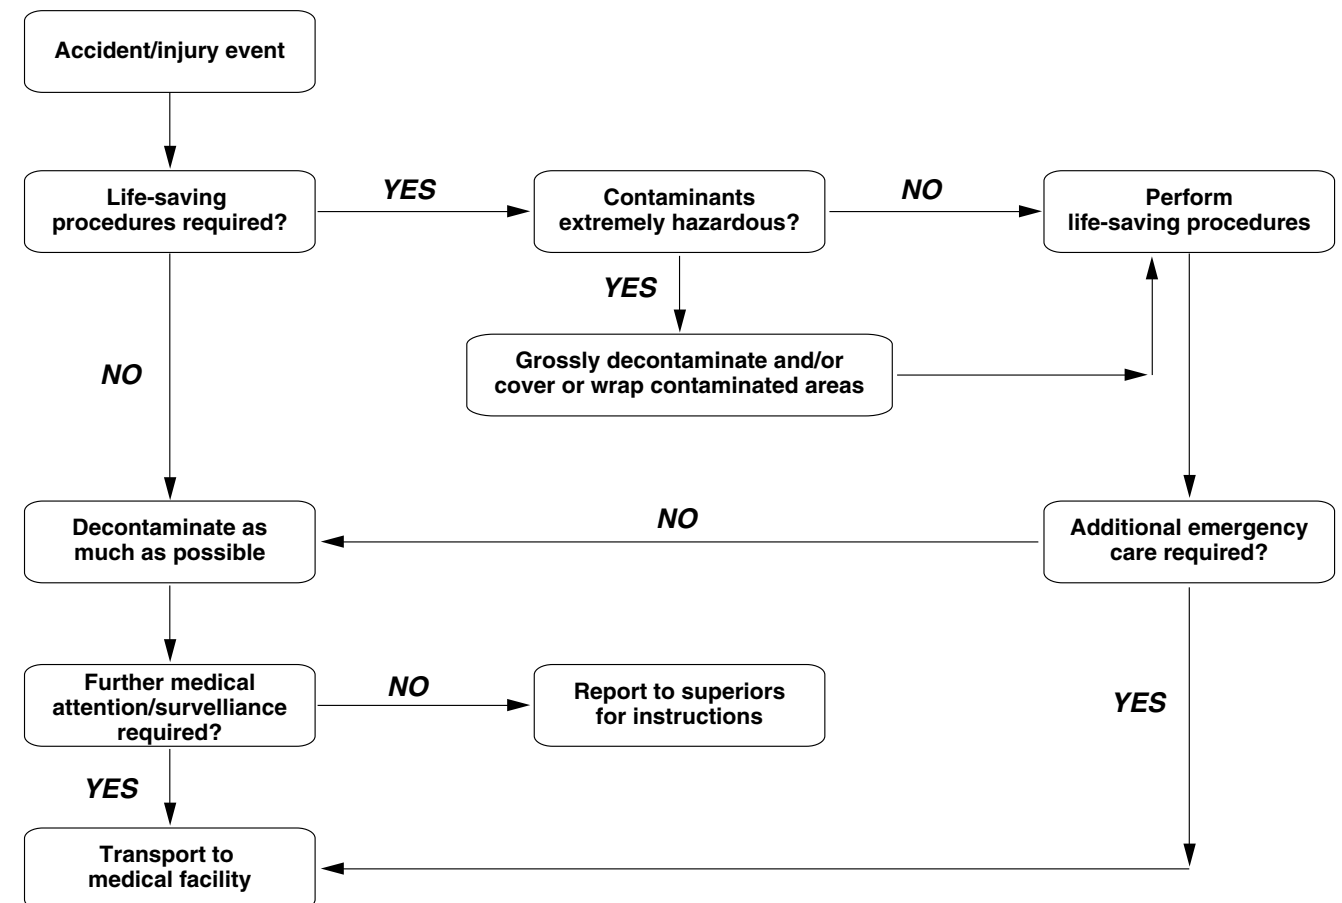 Accident/injury event
Life-saving
procedures required?
YES
Contaminants
extremely hazardous?
NO
Perform
life-saving procedures
YES
Grossly decontaminate and/or
cover or wrap contaminated areas
NO
Decontaminate as
much as possible
NO
Additional emergency
care required?
Further medical
attention/survelliance
required?
NO
Report to superiors
for instructions
YES
YES
Transport to
medical facility